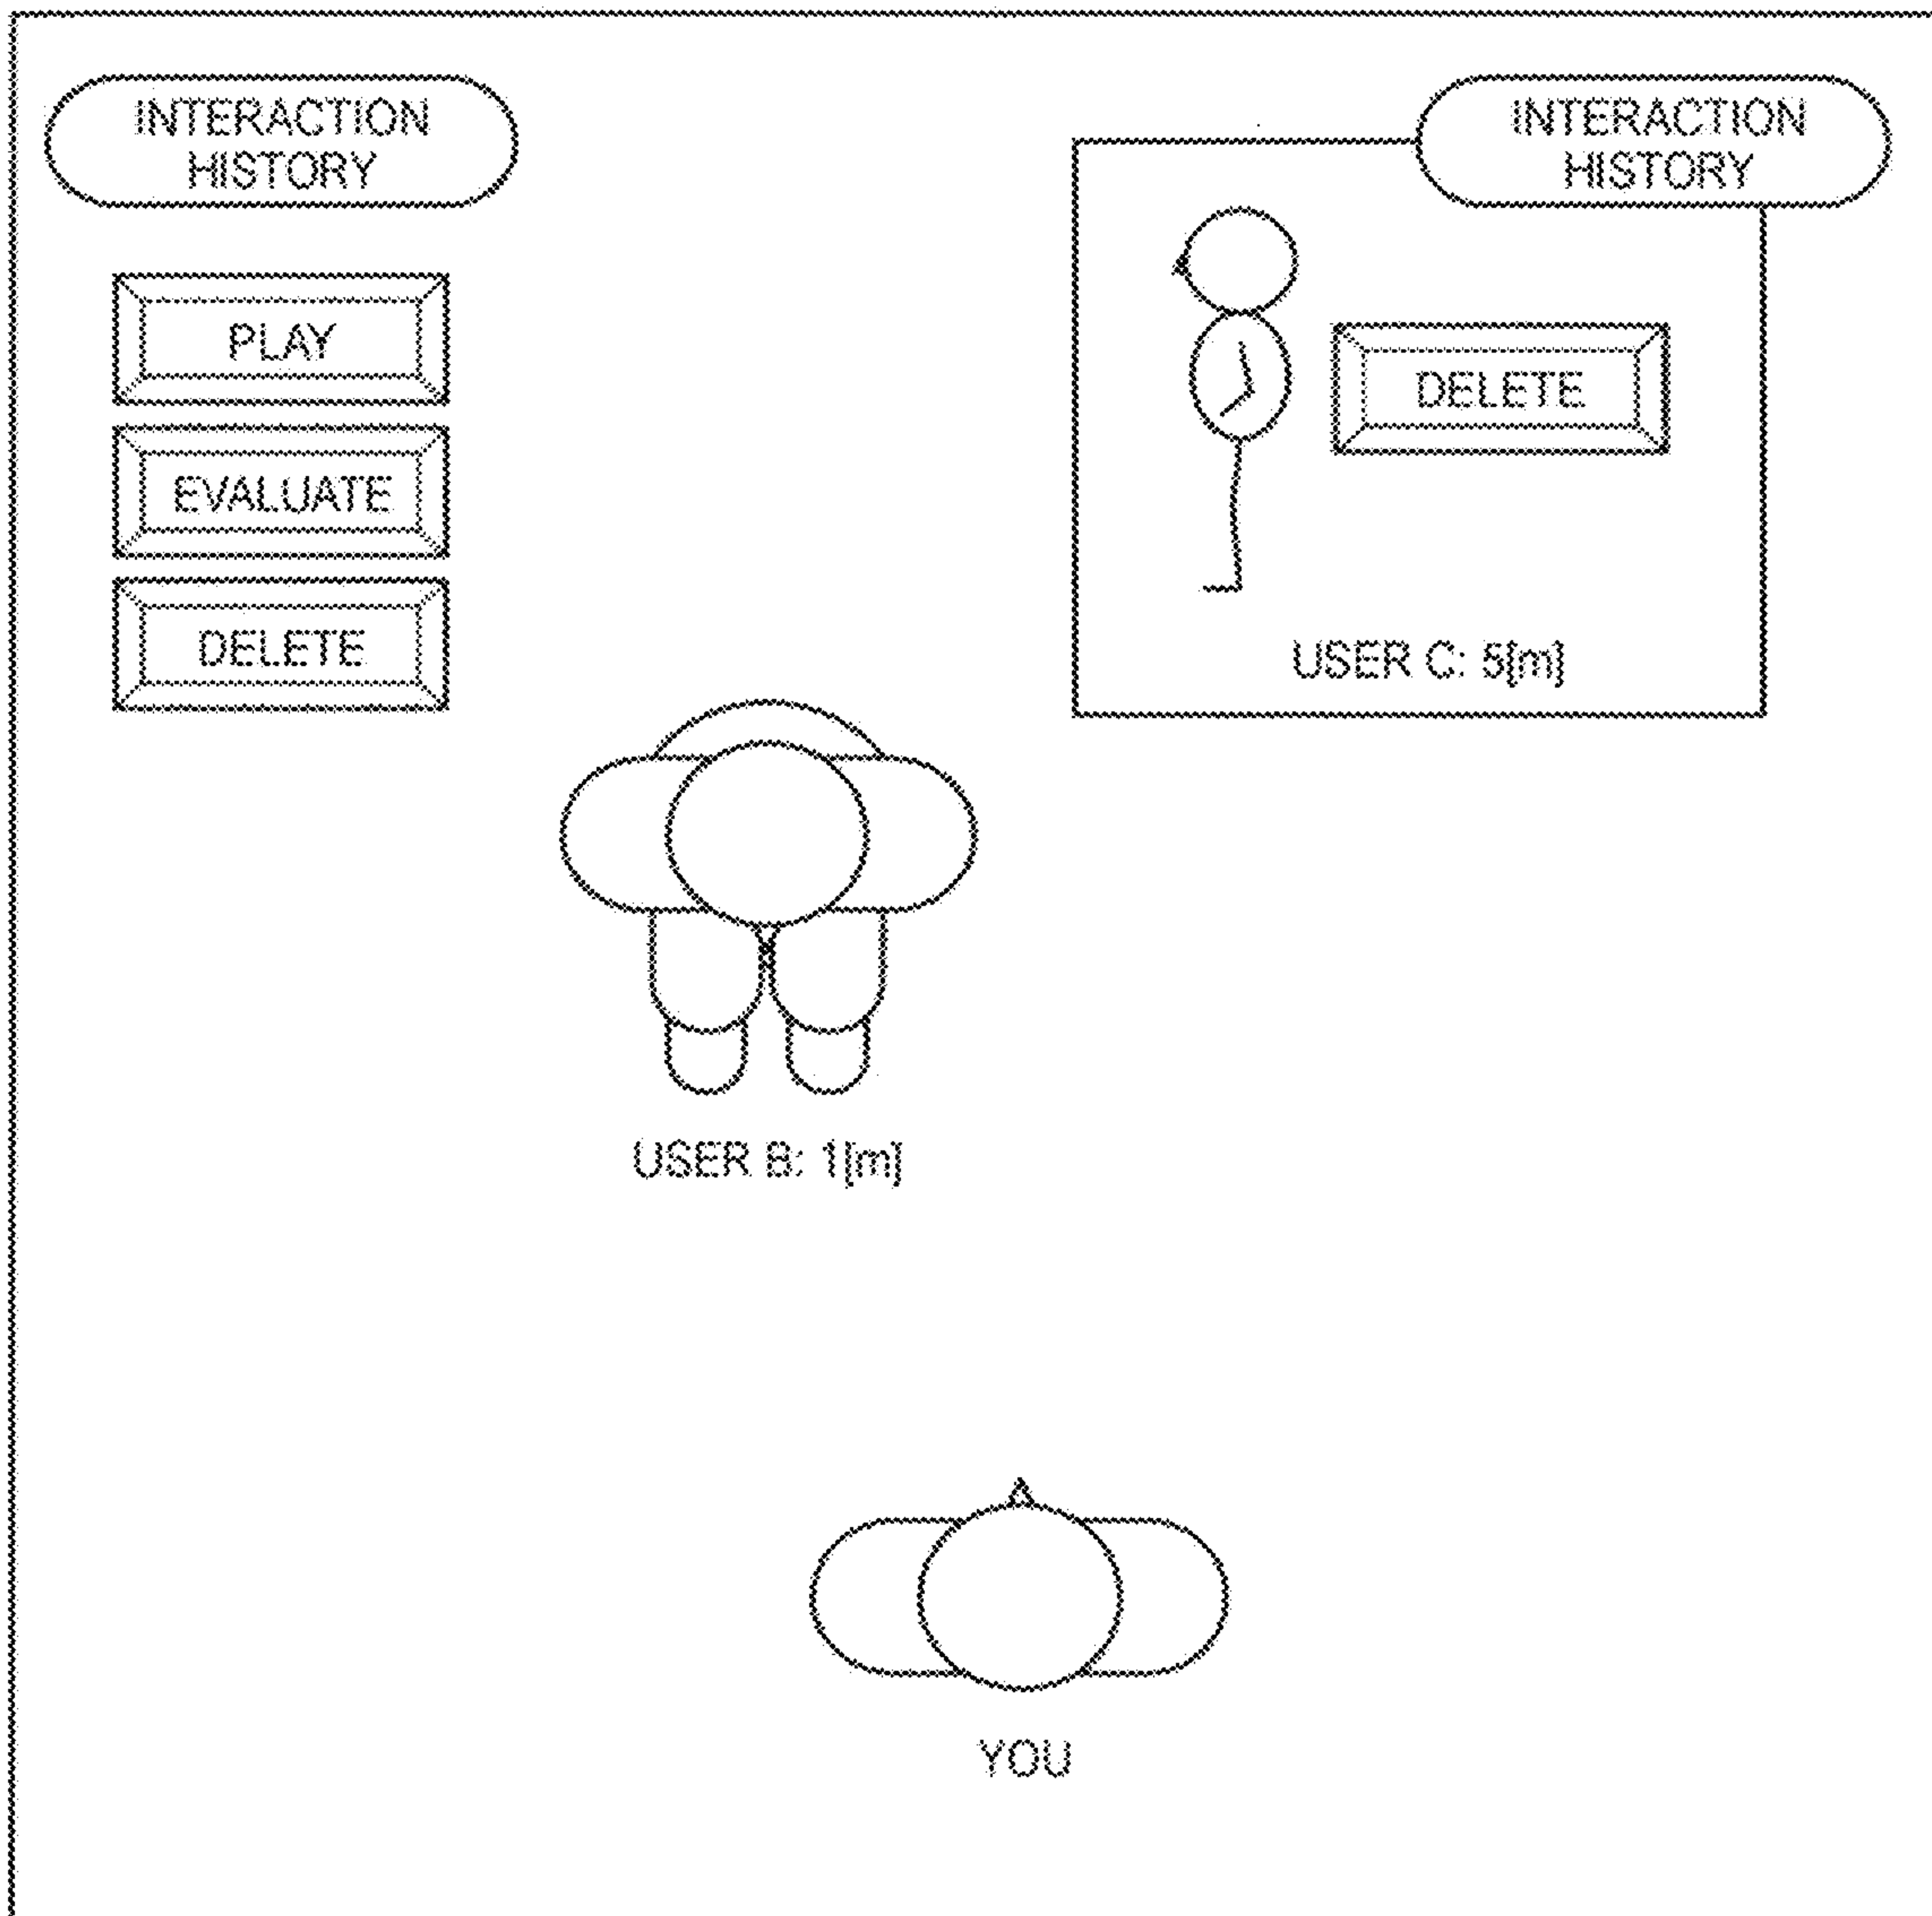 INTERACTION
HISTORY
PLAY
EVALUATE
DELETE
INTERACTION
HISTORY
DELETE
USER C: 5[m]
USER B: 1[m]
YOU